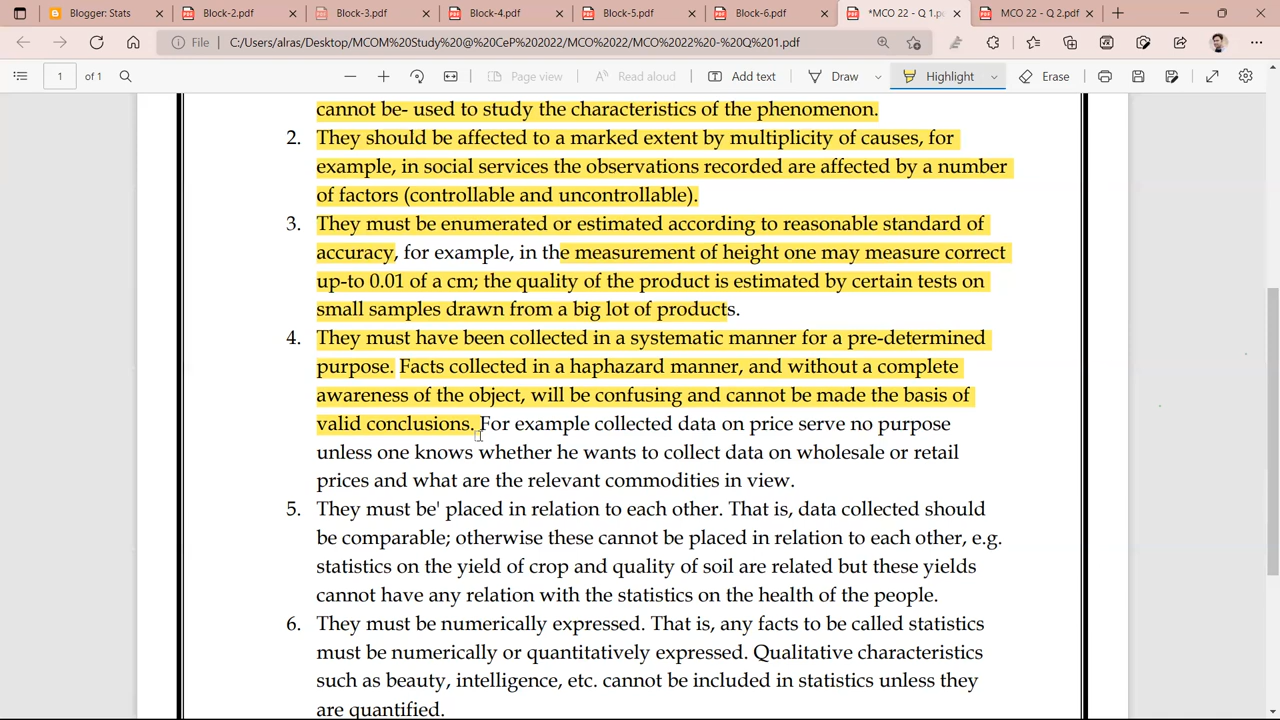 Blogger: Stats
Block-2.pdf
Block-3.pdf
Block-4.pdf
Block-5.pdf
Block-6.pdf
*MCO 22 - Q 1.p
MCO 22 - Q 2.pdf
File C:/Users/alras/Desktop/MCOM%20Study%20@%20CeP%202022/MCO%2022/MCO%2022%20-%20Q%201.pdf
1 of 1 Page view Read aloud Add text Draw Highlight Erase
cannot be- used to study the characteristics of the phenomenon.
2. They should be affected to a marked extent by multiplicity of causes, for
example, in social services the observations recorded are affected by a number
of factors (controllable and uncontrollable).
3. They must be enumerated or estimated according to reasonable standard of
accuracy, for example, in the measurement of height one may measure correct
up-to 0.01 of a cm; the quality of the product is estimated by certain tests on
small samples drawn from a big lot of products.
4. They must have been collected in a systematic manner for a pre-determined
purpose. Facts collected in a haphazard manner, and without a complete
awareness of the object, will be confusing and cannot be made the basis of
valid conclusions. For example collected data on price serve no purpose
unless one knows whether he wants to collect data on wholesale or retail
prices and what are the relevant commodities in view.
5. They must be' placed in relation to each other. That is, data collected should
be comparable; otherwise these cannot be placed in relation to each other, e.g.
statistics on the yield of crop and quality of soil are related but these yields
cannot have any relation with the statistics on the health of the people.
6. They must be numerically expressed. That is, any facts to be called statistics
must be numerically or quantitatively expressed. Qualitative characteristics
such as beauty, intelligence, etc. cannot be included in statistics unless they
are quantified.